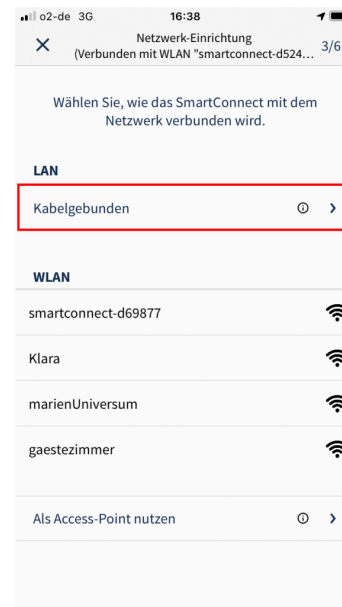 o2-de 3G 16:38
Netzwerk-Einrichtung
(Verbunden mit WLAN "smartconnect-d524... 3/6
Wählen Sie, wie das SmartConnect mit dem
Netzwerk verbunden wird.
LAN
Kabelgebunden
WLAN
smartconnect-d69877
Klara
marienUniversum
gaestezimmer
Als Access-Point nutzen